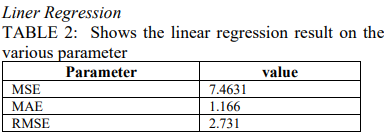 Liner Regression
TABLE 2: Shows the linear regression result on the
various parameter
Parameter value
MSE 7.4631
MAE 1.166
RMSE 2.731